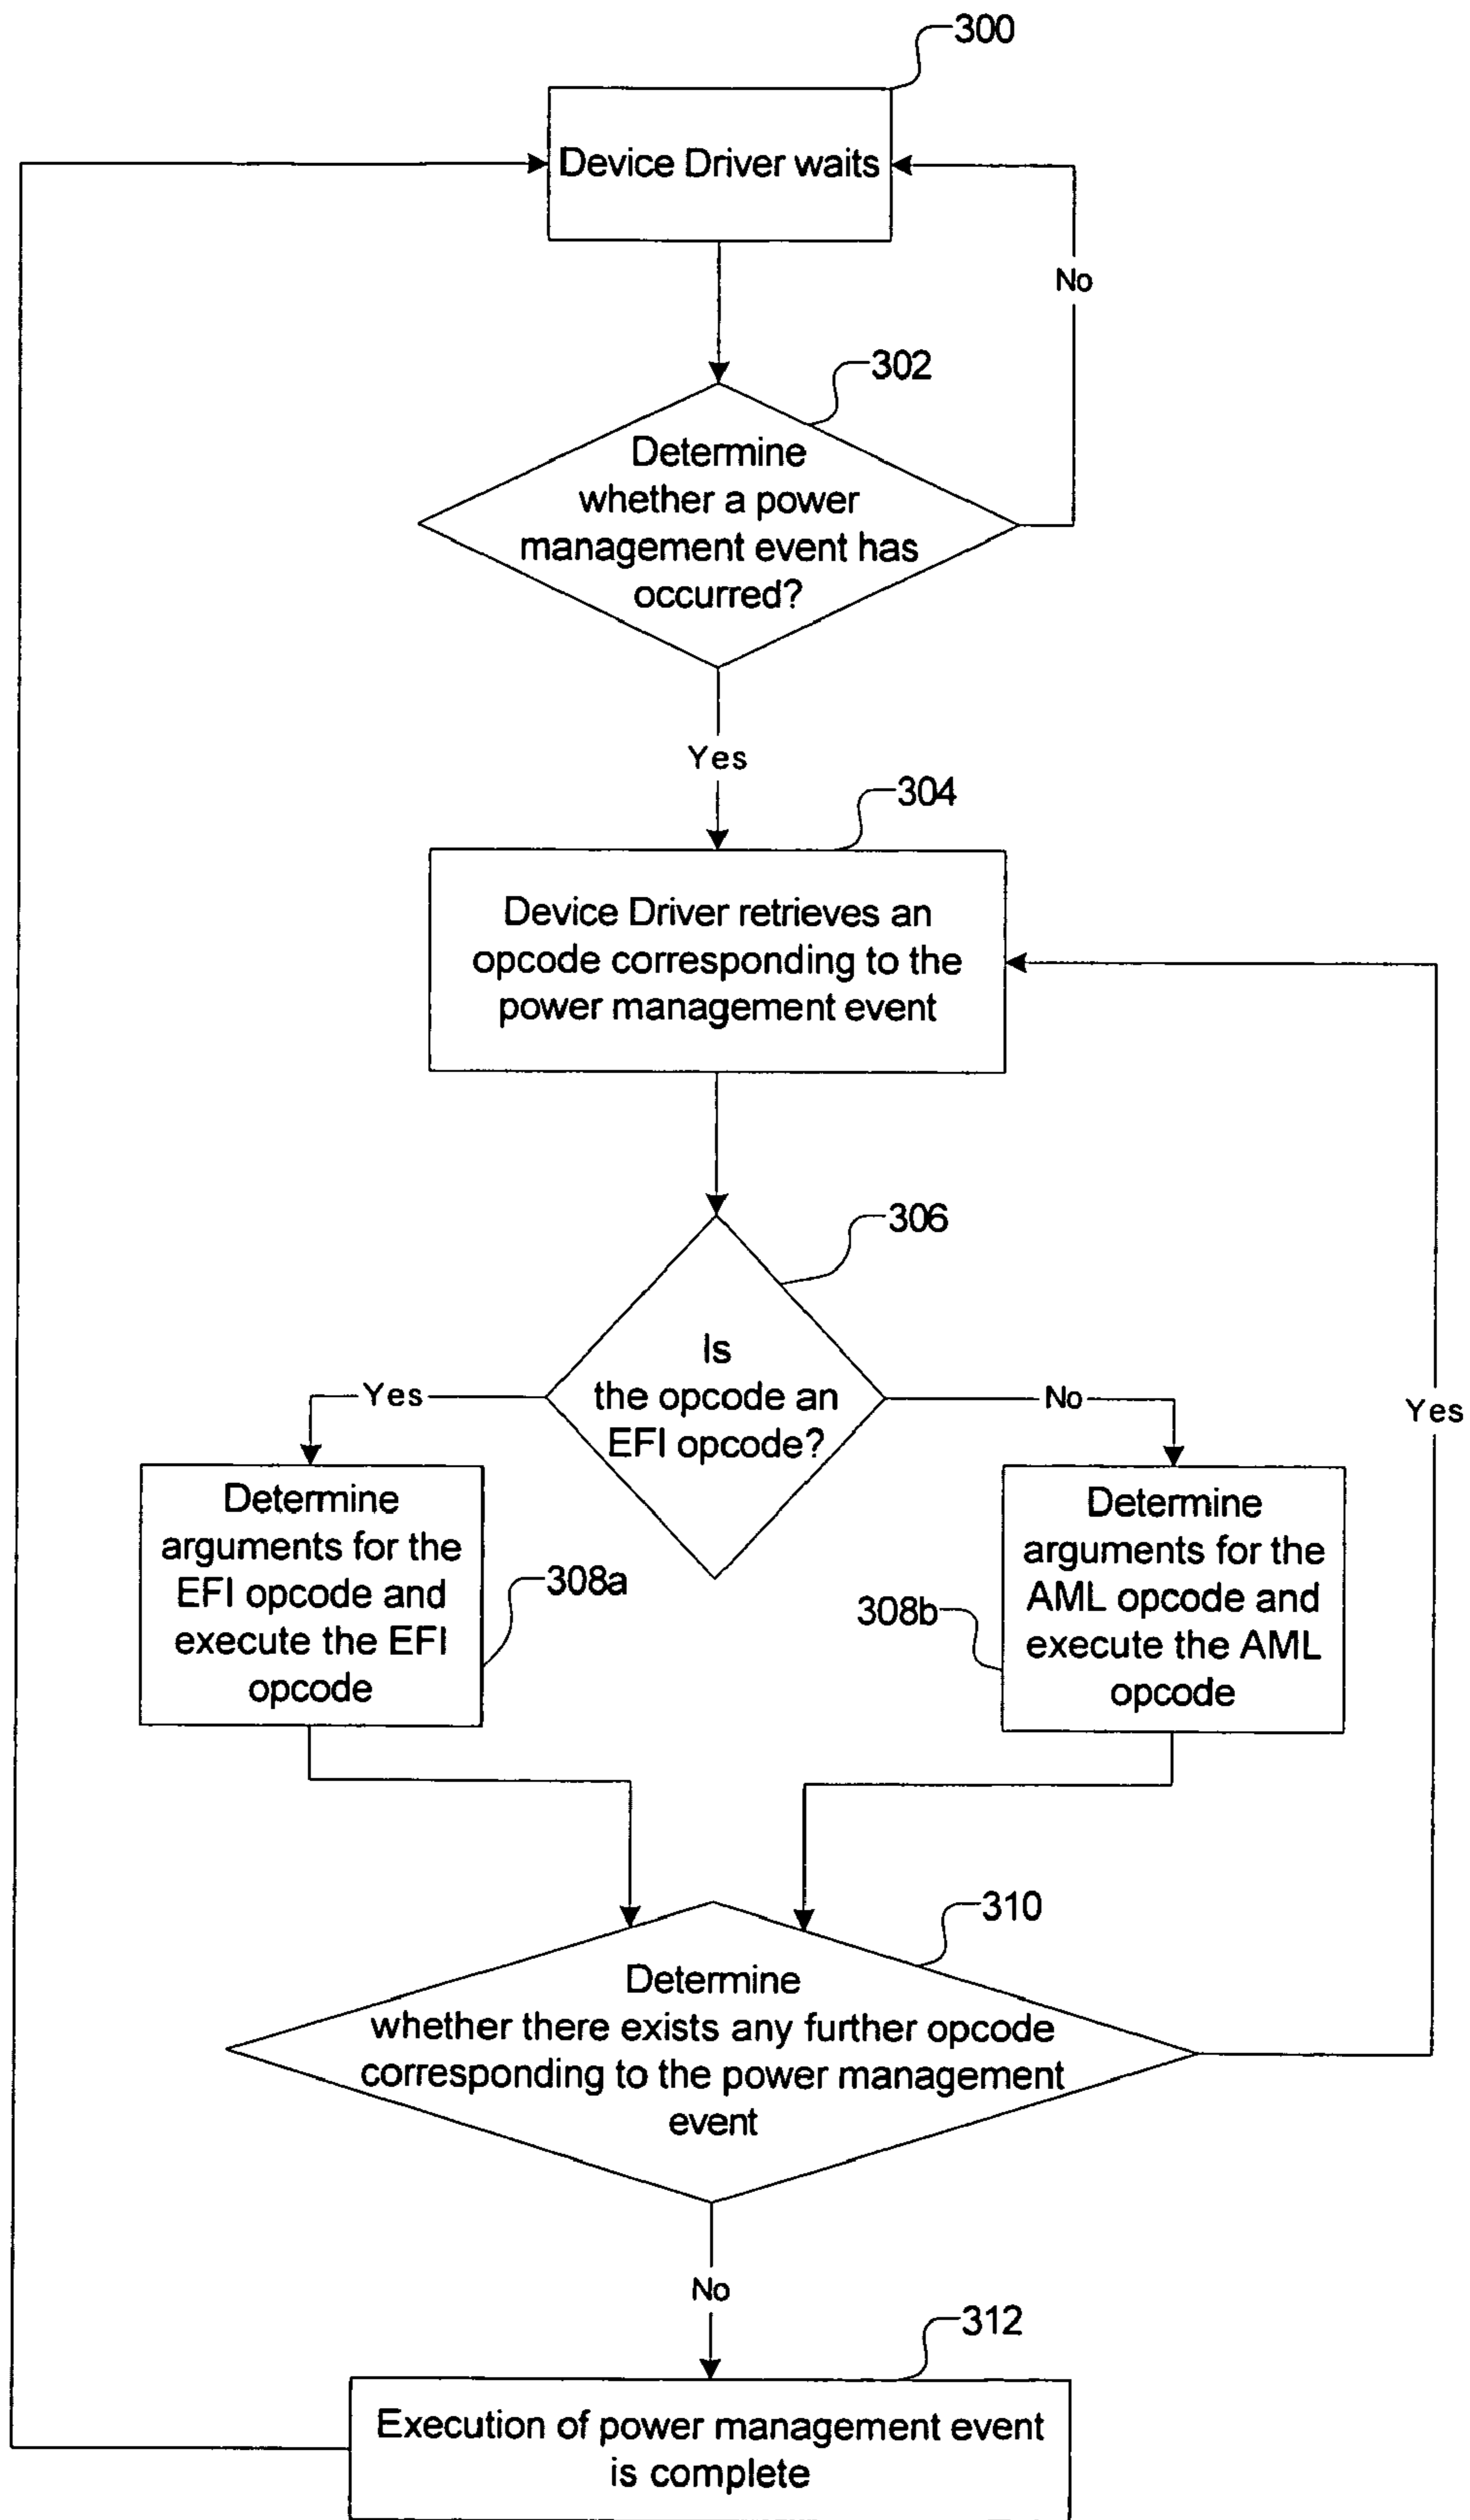 300
Device Driver waits
No
302
Determine
whether a power
management event has
occurred?
Yes
304
Device Driver retrieves an
opcode corresponding to the
power management event
306
Is
the opcode an
EFI opcode?
Yes
No
Yes
Determine
arguments for the
EFI opcode and
execute the EFI
opcode
308a
308b
Determine
arguments for the
AML opcode and
execute the AML
opcode
310
Determine
whether there exists any further opcode
corresponding to the power management
event
No
312
Execution of power management event
is complete